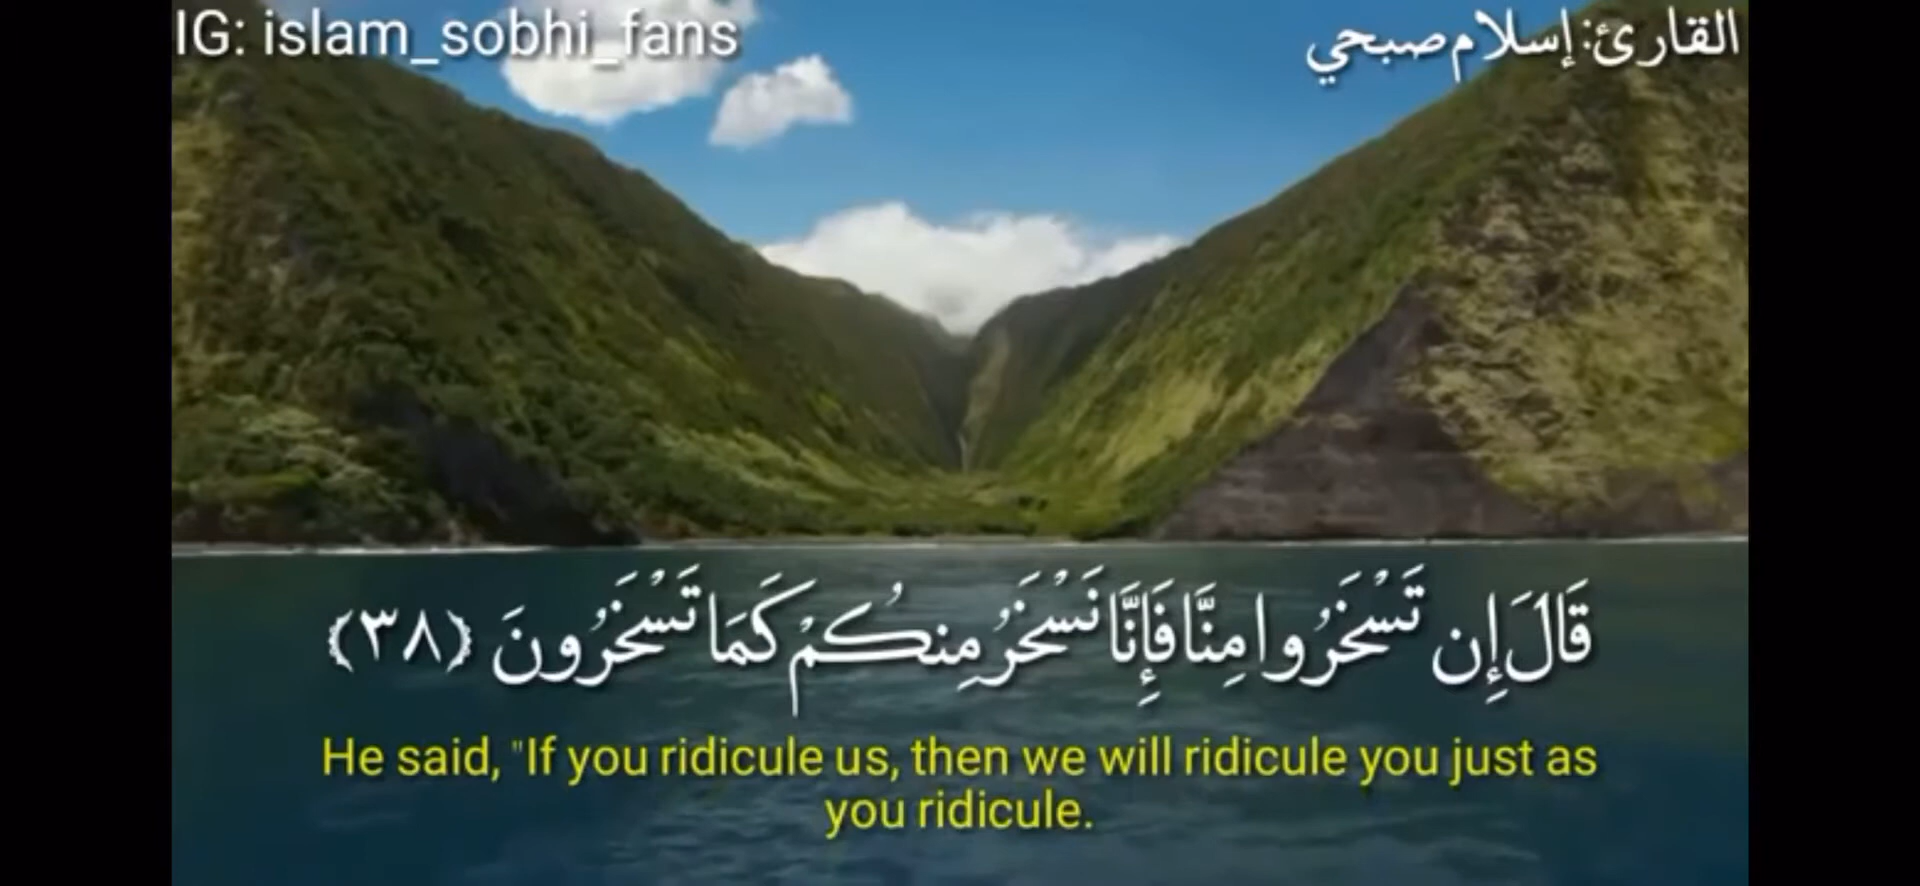 IG: islam_sobhi_fans
القارئ: إسلام صبحي
قَالَ إِن تَسْخَرُوا مِنَّا فَإِنَّا نَسْخَرُ مِنكُمْ كَمَا تَسْخَرُونَ (٣٨)
He said, "If you ridicule us, then we will ridicule you just as
you ridicule.